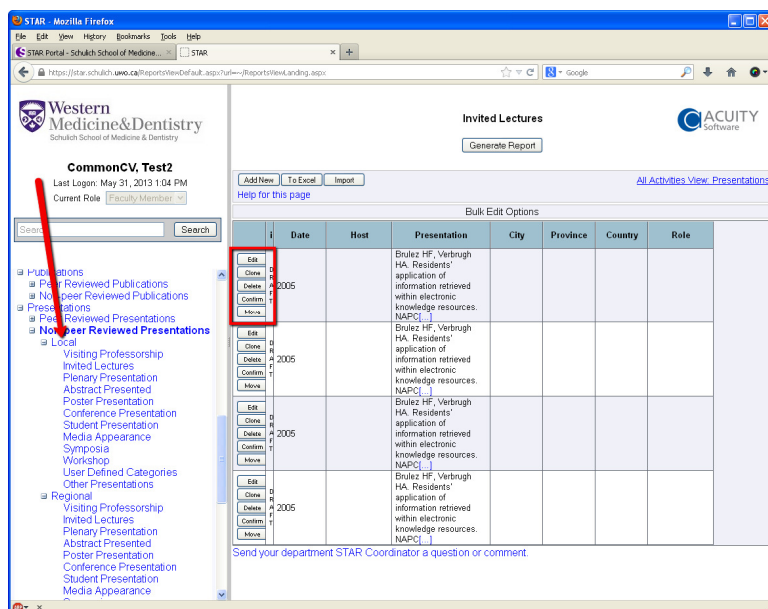 STAR - Mozilla Firefox
File Edit View History Bookmarks Tools Help
STAR Portal - Schulich School of Medicine... × STAR × +
https://star.schulich.uwo.ca/ReportsViewDefault.aspx?url=~/ReportsViewLanding.aspx
Google
Western
Medicine&Dentistry
Schulich School of Medicine & Dentistry
CommonCV, Test2
Last Logon: May 31, 2013 1:04 PM
Current Role Faculty Member
Search Search
Publications
Peer Reviewed Publications
Non-peer Reviewed Publications
Presentations
Peer Reviewed Presentations
Non-peer Reviewed Presentations
Local
Visiting Professorship
Invited Lectures
Plenary Presentation
Abstract Presented
Poster Presentation
Conference Presentation
Student Presentation
Media Appearance
Symposia
Workshop
User Defined Categories
Other Presentations
Regional
Visiting Professorship
Invited Lectures
Plenary Presentation
Abstract Presented
Poster Presentation
Conference Presentation
Student Presentation
Media Appearance
Invited Lectures
Generate Report
ACUITY
Software
Add New To Excel Import
All Activities View: Presentations
Help for this page
Bulk Edit Options
i Date Host Presentation City Province Country Role
Edit
Clone
Delete
Confirm
Move
DRAFT
2005
Brulez HF, Verbrugh
HA. Residents'
application of
information retrieved
within electronic
knowledge resources.
NAPC[...]
Edit
Clone
Delete
Confirm
Move
DRAFT
2005
Brulez HF, Verbrugh
HA. Residents'
application of
information retrieved
within electronic
knowledge resources.
NAPC[...]
Edit
Clone
Delete
Confirm
Move
DRAFT
2005
Brulez HF, Verbrugh
HA. Residents'
application of
information retrieved
within electronic
knowledge resources.
NAPC[...]
Edit
Clone
Delete
Confirm
Move
DRAFT
2005
Brulez HF, Verbrugh
HA. Residents'
application of
information retrieved
within electronic
knowledge resources.
NAPC[...]
Send your department STAR Coordinator a question or comment.